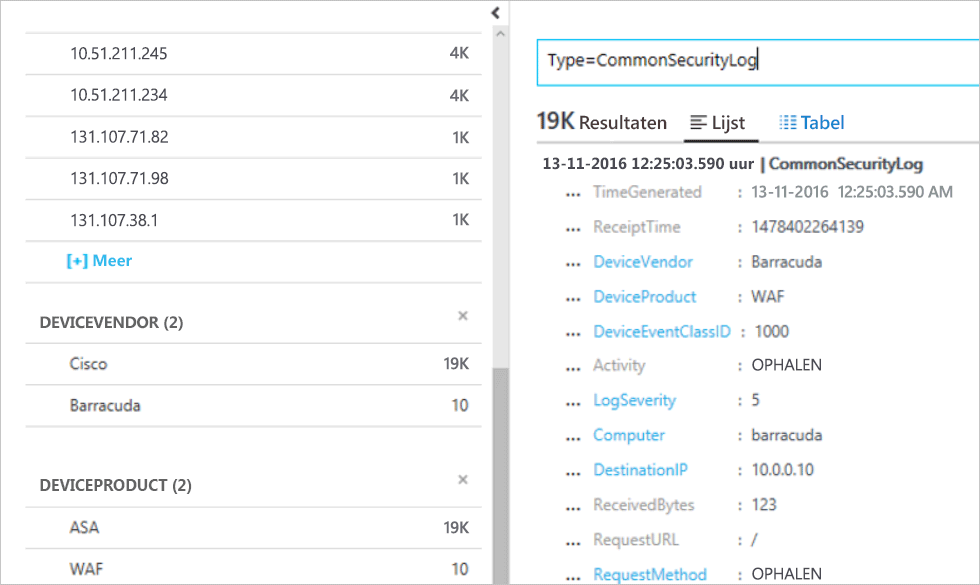 10.51.211.245 4K
10.51.211.234 4K
131.107.71.82 1K
131.107.71.98 1K
131.107.38.1 1K
[+] Meer
DEVICEVENDOR (2) ×
Cisco 19K
Barracuda 10
DEVICEPRODUCT (2) ×
ASA 19K
WAF 10
Type=CommonSecurityLog
19K Resultaten Lijst Tabel
13-11-2016 12:25:03.590 uur | CommonSecurityLog
... TimeGenerated : 13-11-2016 12:25:03.590 AM
... ReceiptTime : 1478402264139
... DeviceVendor : Barracuda
... DeviceProduct : WAF
... DeviceEventClassID : 1000
... Activity : OPHALEN
... LogSeverity : 5
... Computer : barracuda
... DestinationIP : 10.0.0.10
... ReceivedBytes : 123
... RequestURL : /
... RequestMethod : OPHALEN